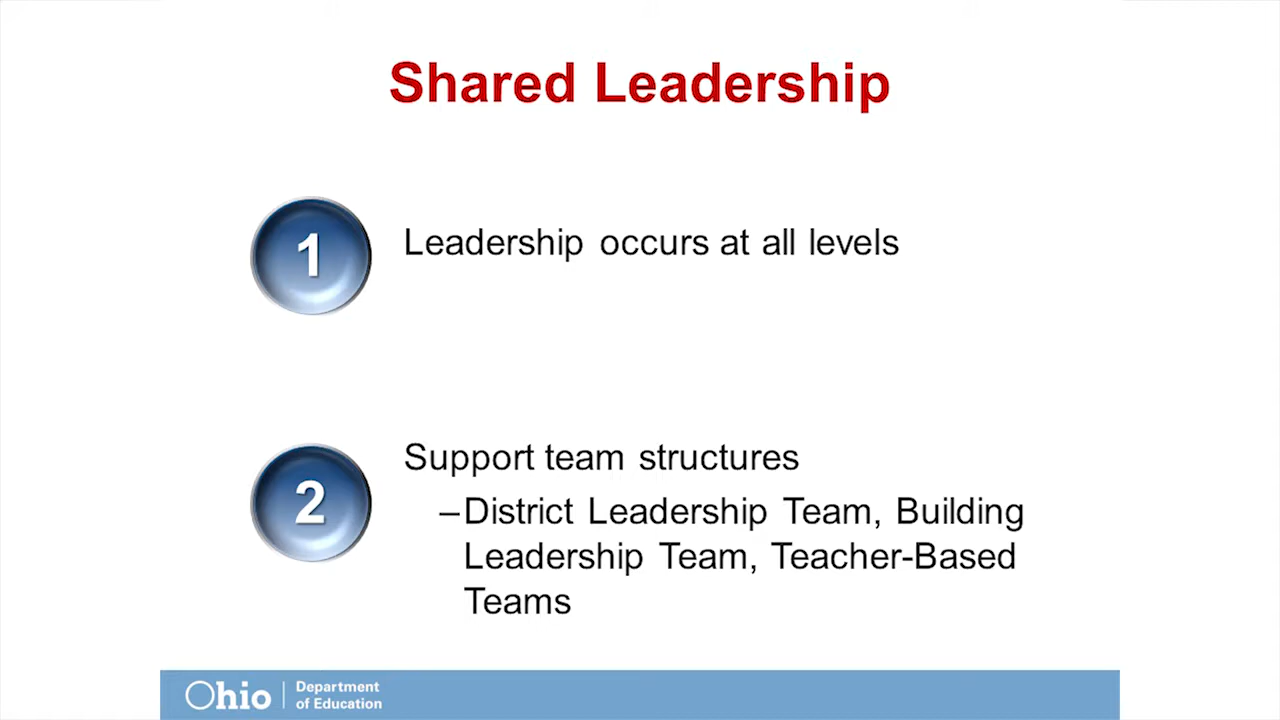 Shared Leadership
1
Leadership occurs at all levels
2
Support team structures
–District Leadership Team, Building
Leadership Team, Teacher-Based
Teams
Ohio
Department
of Education